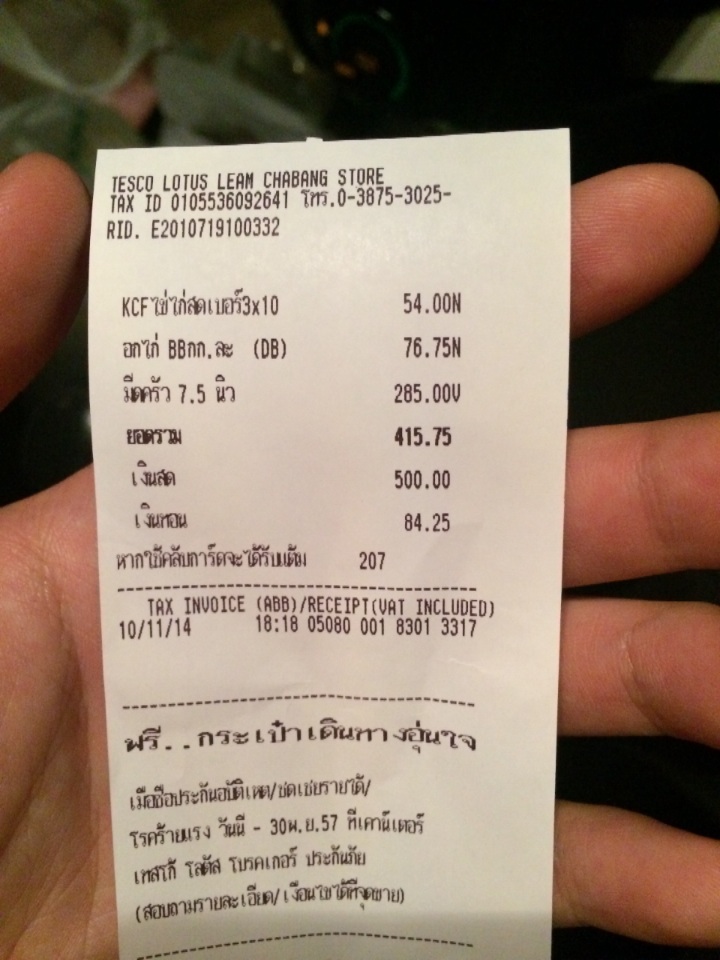 TESCO LOTUS LEAM CHABANG STORE
TAX ID 0105536092641 โทร.0-3875-3025-
RID. E2010719100332
KCFไข่ไก่สดเบอร์3x10 54.00N
อกไก่ BBกก.ละ (DB) 76.75N
มีดครัว 7.5 นิ้ว 285.00V
ยอดรวม 415.75
เงินสด 500.00
เงินทอน 84.25
หากใช้คลับการ์ดจะได้รับแต้ม 207
TAX INVOICE (ABB)/RECEIPT(VAT INCLUDED)
10/11/14 18:18 05080 001 8301 3317
ฟรี..กระเป๋าเดินทางอุ่นใจ
เมื่อซื้อประกันอุบัติเหตุ/ชดเชยรายได้/
โรคร้ายแรง วันนี้ - 30พ.ย.57 ที่เคาน์เตอร์
เทสโก้ โลตัส โบรคเกอร์ ประกันภัย
(สอบถามรายละเอียด/เงื่อนไขได้ที่จุดขาย)